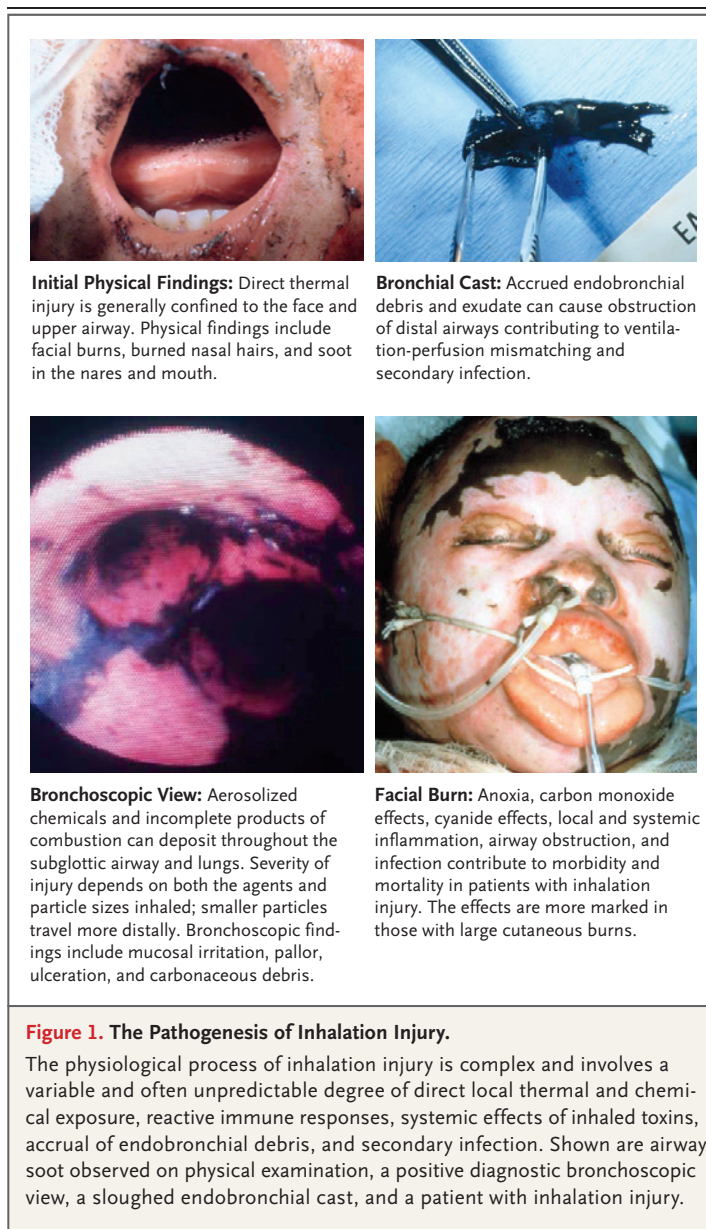 EN
Initial Physical Findings: Direct thermal
injury is generally confined to the face and
upper airway. Physical findings include
facial burns, burned nasal hairs, and soot
in the nares and mouth.
Bronchial Cast: Accrued endobronchial
debris and exudate can cause obstruction
of distal airways contributing to ventila-
tion-perfusion mismatching and
secondary infection.
Bronchoscopic View: Aerosolized
chemicals and incomplete products of
combustion can deposit throughout the
subglottic airway and lungs. Severity of
injury depends on both the agents and
particle sizes inhaled; smaller particles
travel more distally. Bronchoscopic find-
ings include mucosal irritation, pallor,
ulceration, and carbonaceous debris.
Facial Burn: Anoxia, carbon monoxide
effects, cyanide effects, local and systemic
inflammation, airway obstruction, and
infection contribute to morbidity and
mortality in patients with inhalation
injury. The effects are more marked in
those with large cutaneous burns.
Figure 1. The Pathogenesis of Inhalation Injury.
The physiological process of inhalation injury is complex and involves a
variable and often unpredictable degree of direct local thermal and chemi-
cal exposure, reactive immune responses, systemic effects of inhaled toxins,
accrual of endobronchial debris, and secondary infection. Shown are airway
soot observed on physical examination, a positive diagnostic bronchoscopic
view, a sloughed endobronchial cast, and a patient with inhalation injury.